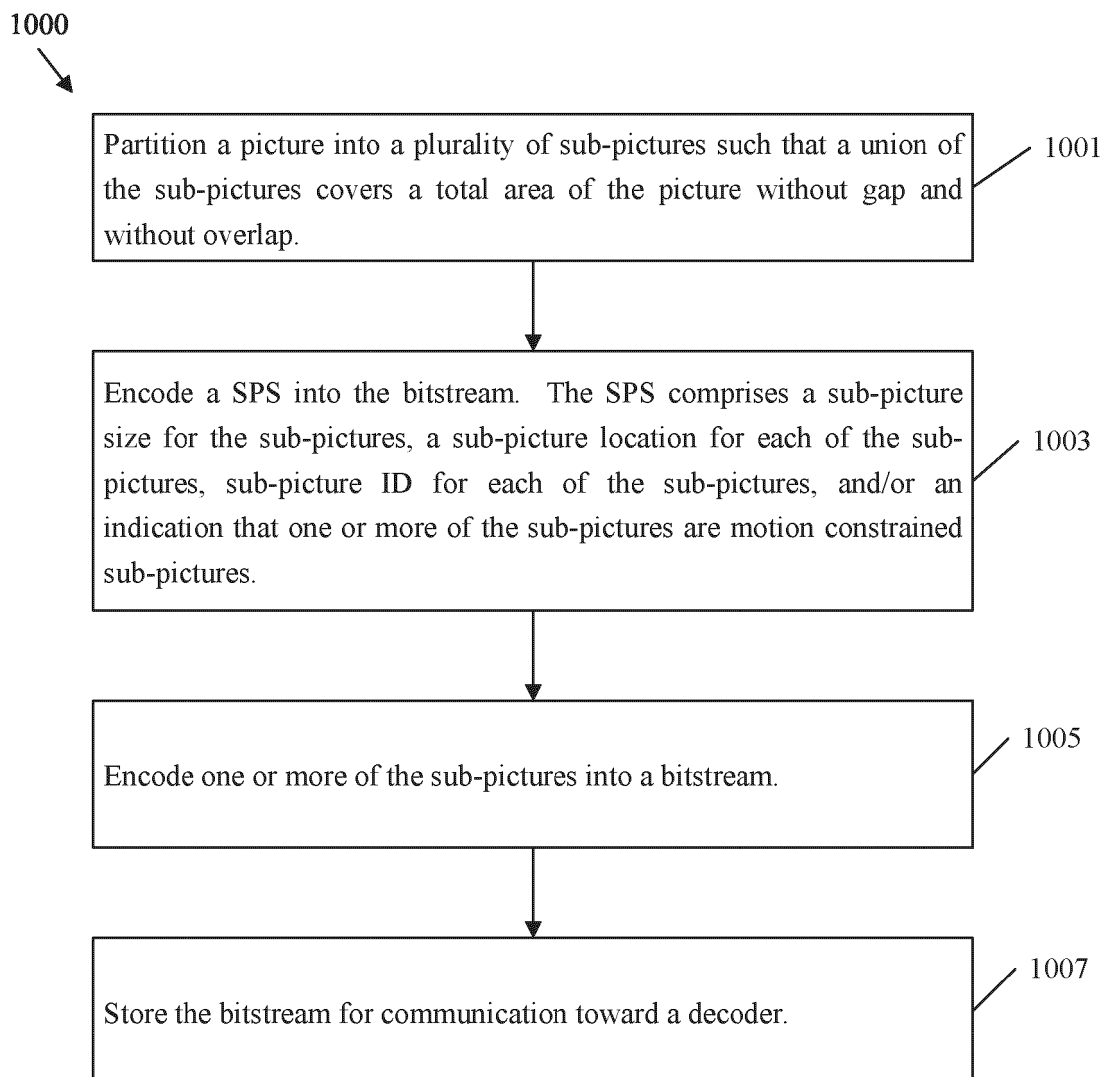 1000
Partition a picture into a plurality of sub-pictures such that a union of
the sub-pictures covers a total area of the picture without gap and
without overlap.
1001
Encode a SPS into the bitstream. The SPS comprises a sub-picture
size for the sub-pictures, a sub-picture location for each of the sub-
pictures, sub-picture ID for each of the sub-pictures, and/or an
indication that one or more of the sub-pictures are motion constrained
sub-pictures.
1003
Encode one or more of the sub-pictures into a bitstream.
1005
Store the bitstream for communication toward a decoder.
1007